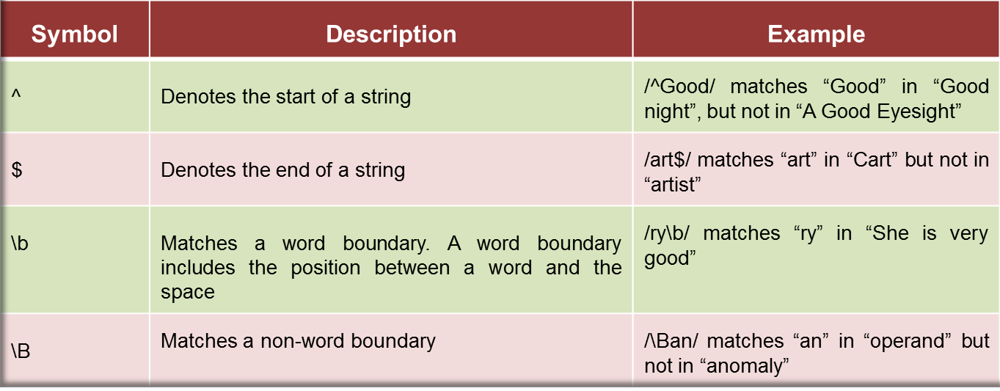 Symbol Description Example
^ Denotes the start of a string
/^Good/ matches “Good” in “Good
night”, but not in “A Good Eyesight”
$ Denotes the end of a string
/art$/ matches “art” in “Cart” but not in
“artist”
\b
Matches a word boundary. A word boundary
includes the position between a word and the
space
/ry\b/ matches “ry” in “She is very
good”
\B
Matches a non-word boundary
/\Ban/ matches “an” in “operand” but
not in “anomaly”